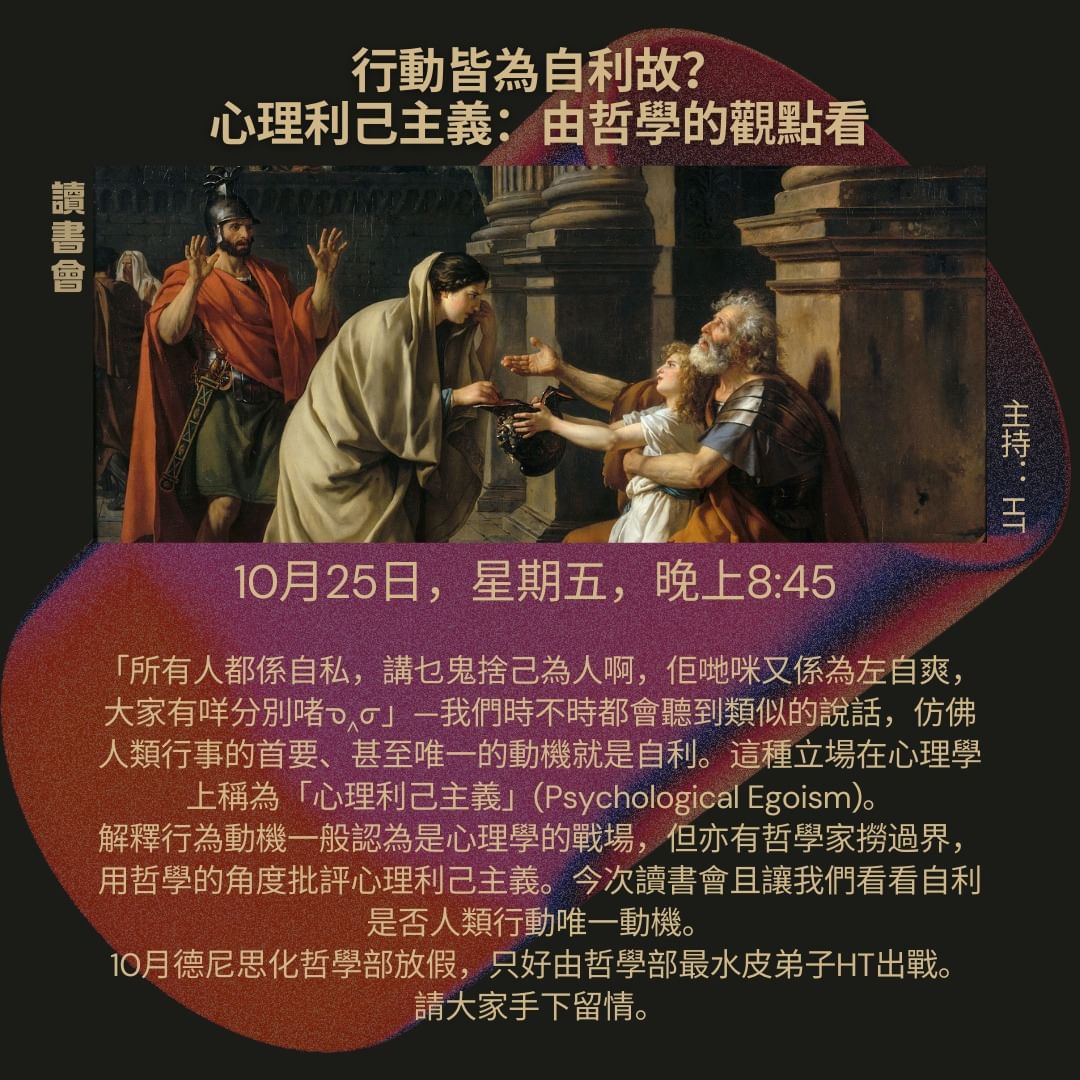 行動皆為自利故？
心理利己主義：由哲學的觀點看
讀書會
主持：HT
10月25日，星期五，晚上8:45
「所有人都係自私，講乜鬼捨己為人啊，佢哋咪又係為左自爽，
大家有咩分別啫ᓀ‸ᓂ」—我們時不時都會聽到類似的說話，仿佛
人類行事的首要、甚至唯一的動機就是自利。這種立場在心理學
上稱為「心理利己主義」(Psychological Egoism)。
解釋行為動機一般認為是心理學的戰場，但亦有哲學家撈過界，
用哲學的角度批評心理利己主義。今次讀書會且讓我們看看自利
是否人類行動唯一動機。
10月德尼思化哲學部放假，只好由哲學部最水皮弟子HT出戰。
請大家手下留情。